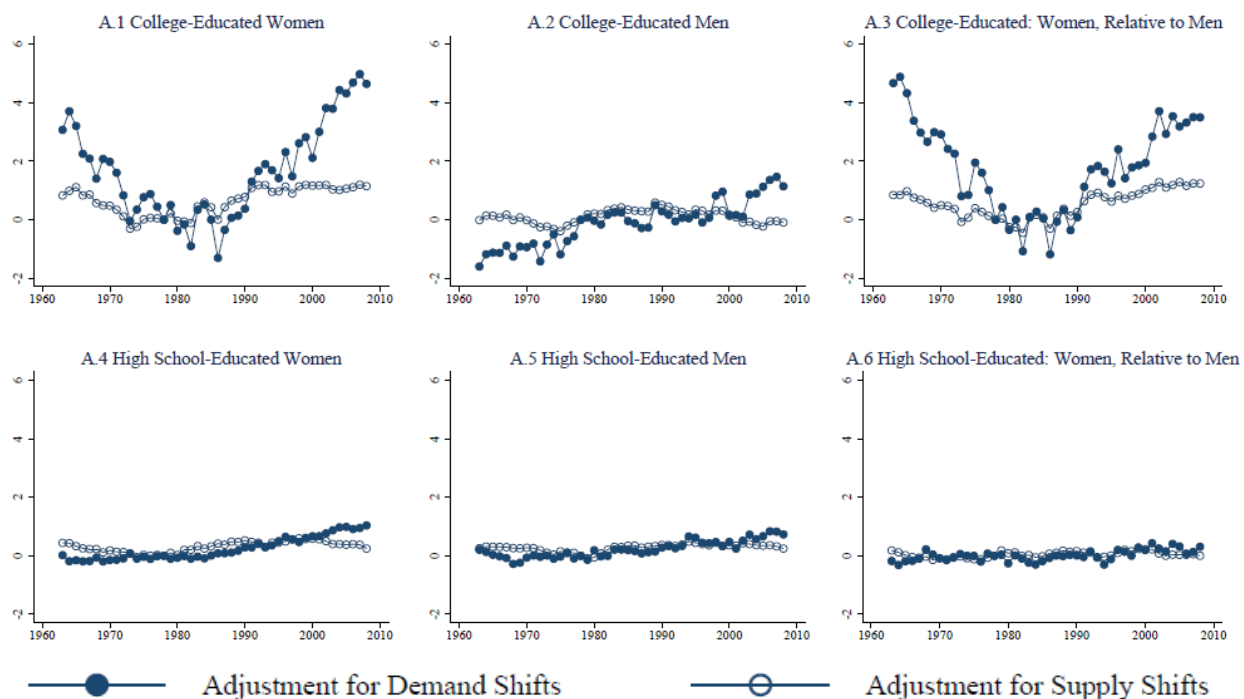 A.1 College-Educated Women
A.2 College-Educated Men
A.3 College-Educated: Women, Relative to Men
6
4
2
0
-2
1960 1970 1980 1990 2000 2010
6
4
2
0
-2
1960 1970 1980 1990 2000 2010
6
4
2
0
-2
1960 1970 1980 1990 2000 2010
A.4 High School-Educated Women
A.5 High School-Educated Men
A.6 High School-Educated: Women, Relative to Men
6
4
2
0
-2
1960 1970 1980 1990 2000 2010
6
4
2
0
-2
1960 1970 1980 1990 2000 2010
6
4
2
0
-2
1960 1970 1980 1990 2000 2010
Adjustment for Demand Shifts
Adjustment for Supply Shifts